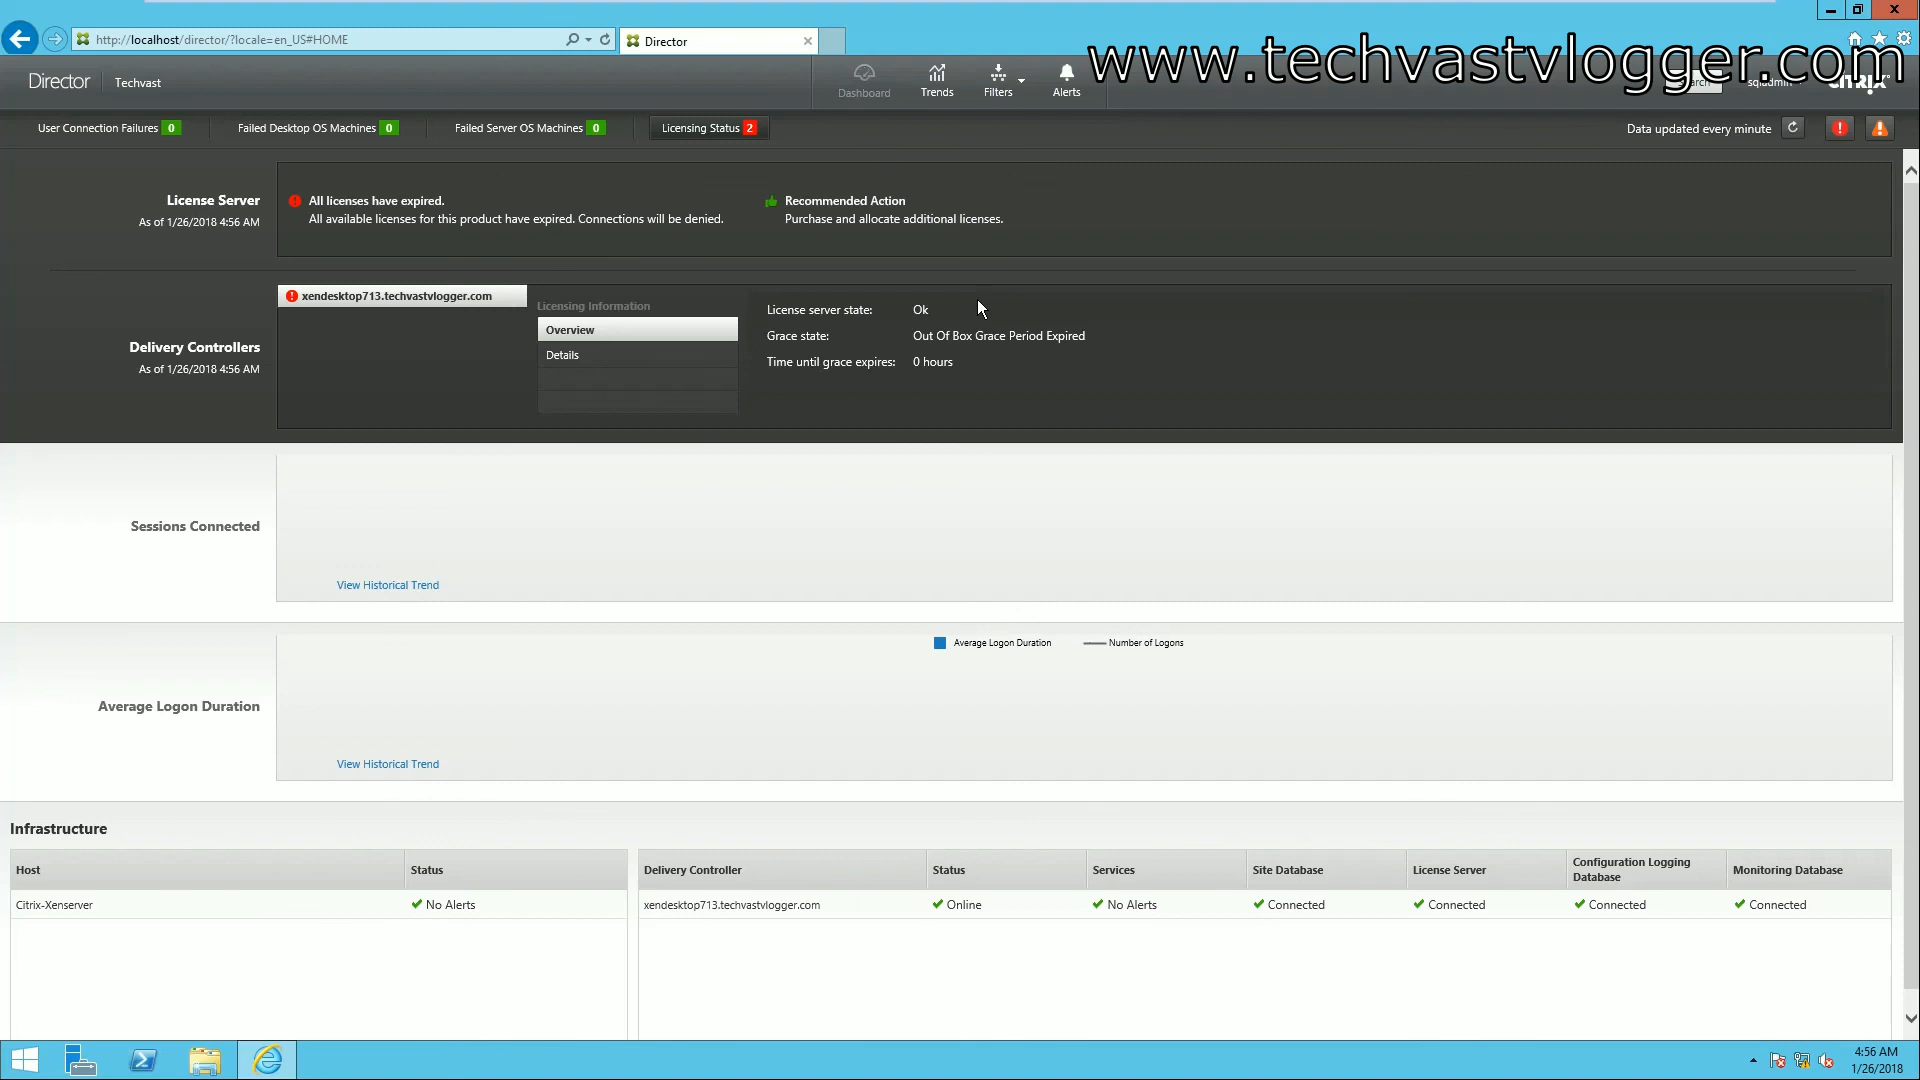 http://localhost/director/?locale=en_US#HOME
Director
www.techvastvlogger.com
Director
Techvast
Dashboard
Trends
Filters
Alerts
sqladmin
CITRIX
User Connection Failures 0
Failed Desktop OS Machines 0
Failed Server OS Machines 0
Licensing Status 2
Data updated every minute
License Server
As of 1/26/2018 4:56 AM
All licenses have expired.
All available licenses for this product have expired. Connections will be denied.
Recommended Action
Purchase and allocate additional licenses.
Delivery Controllers
As of 1/26/2018 4:56 AM
xendesktop713.techvastvlogger.com
Licensing Information
Overview
Details
License server state: Ok
Grace state: Out Of Box Grace Period Expired
Time until grace expires: 0 hours
Sessions Connected
View Historical Trend
Average Logon Duration Number of Logons
Average Logon Duration
View Historical Trend
Infrastructure
Host Status
Citrix-Xenserver No Alerts
Delivery Controller Status Services Site Database License Server Configuration Logging Database Monitoring Database
xendesktop713.techvastvlogger.com Online No Alerts Connected Connected Connected Connected
4:56 AM
1/26/2018